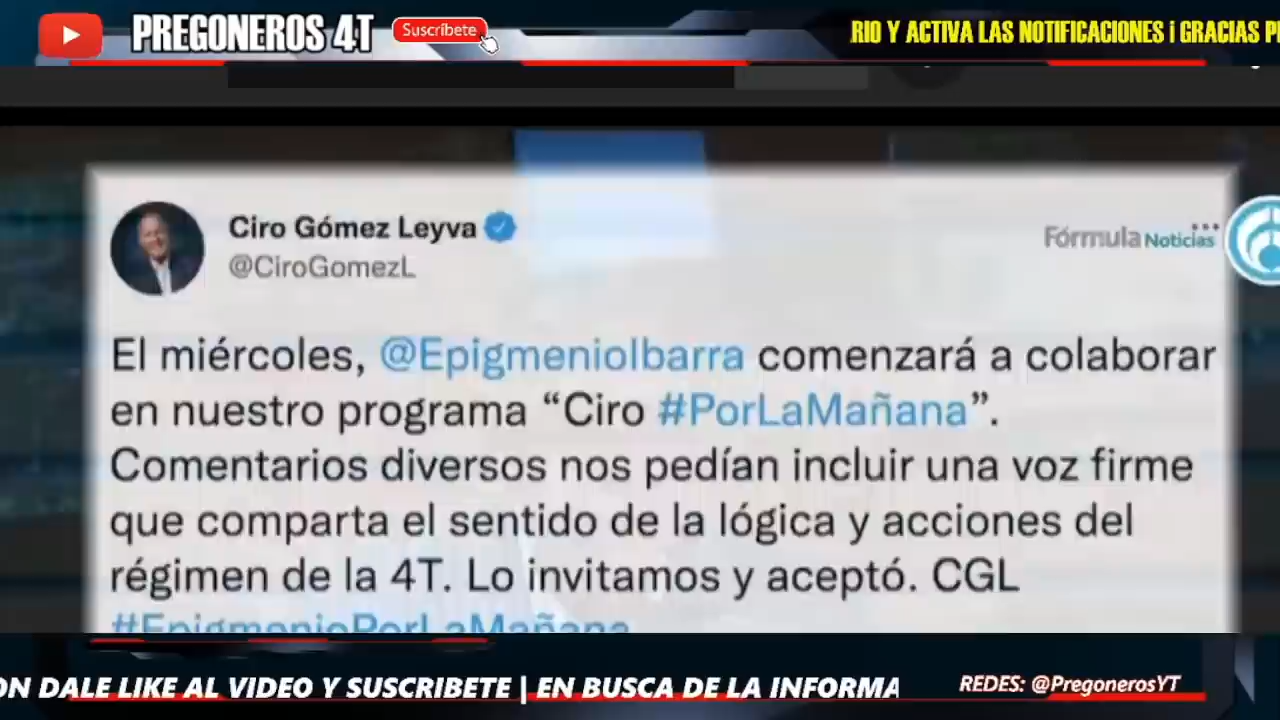 PREGONEROS 4T
Suscríbete
RIO Y ACTIVA LAS NOTIFICACIONES ¡ GRACIAS
Ciro Gómez Leyva
@CiroGomezL
Fórmula Noticias
El miércoles, @EpigmenioIbarra comenzará a colaborar
en nuestro programa “Ciro #PorLaMañana”.
Comentarios diversos nos pedían incluir una voz firme
que comparta el sentido de la lógica y acciones del
régimen de la 4T. Lo invitamos y aceptó. CGL
#EpigmenioPorLaMañana
ON DALE LIKE AL VIDEO Y SUSCRIBETE | EN BUSCA DE LA INFORMA
REDES: @PregonerosYT